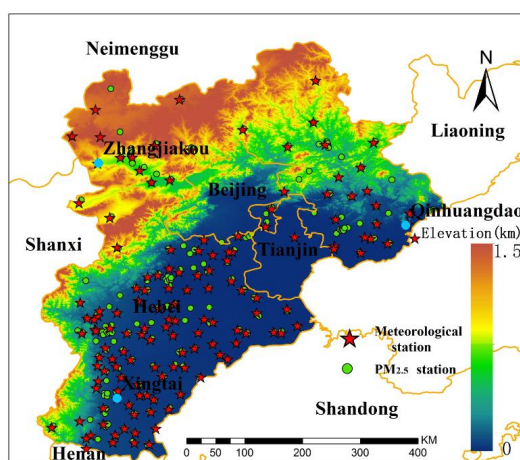 Neimenggu
N
Liaoning
Zhangjiakou
Beijing
Qinhuangdao
Tianjin
Shanxi
Elevation(km)
1.5
Hebei
Meteorological
station
PM2.5 station
Xingtai
Shandong
Henan
0
KM
0 50 100 200 300 400